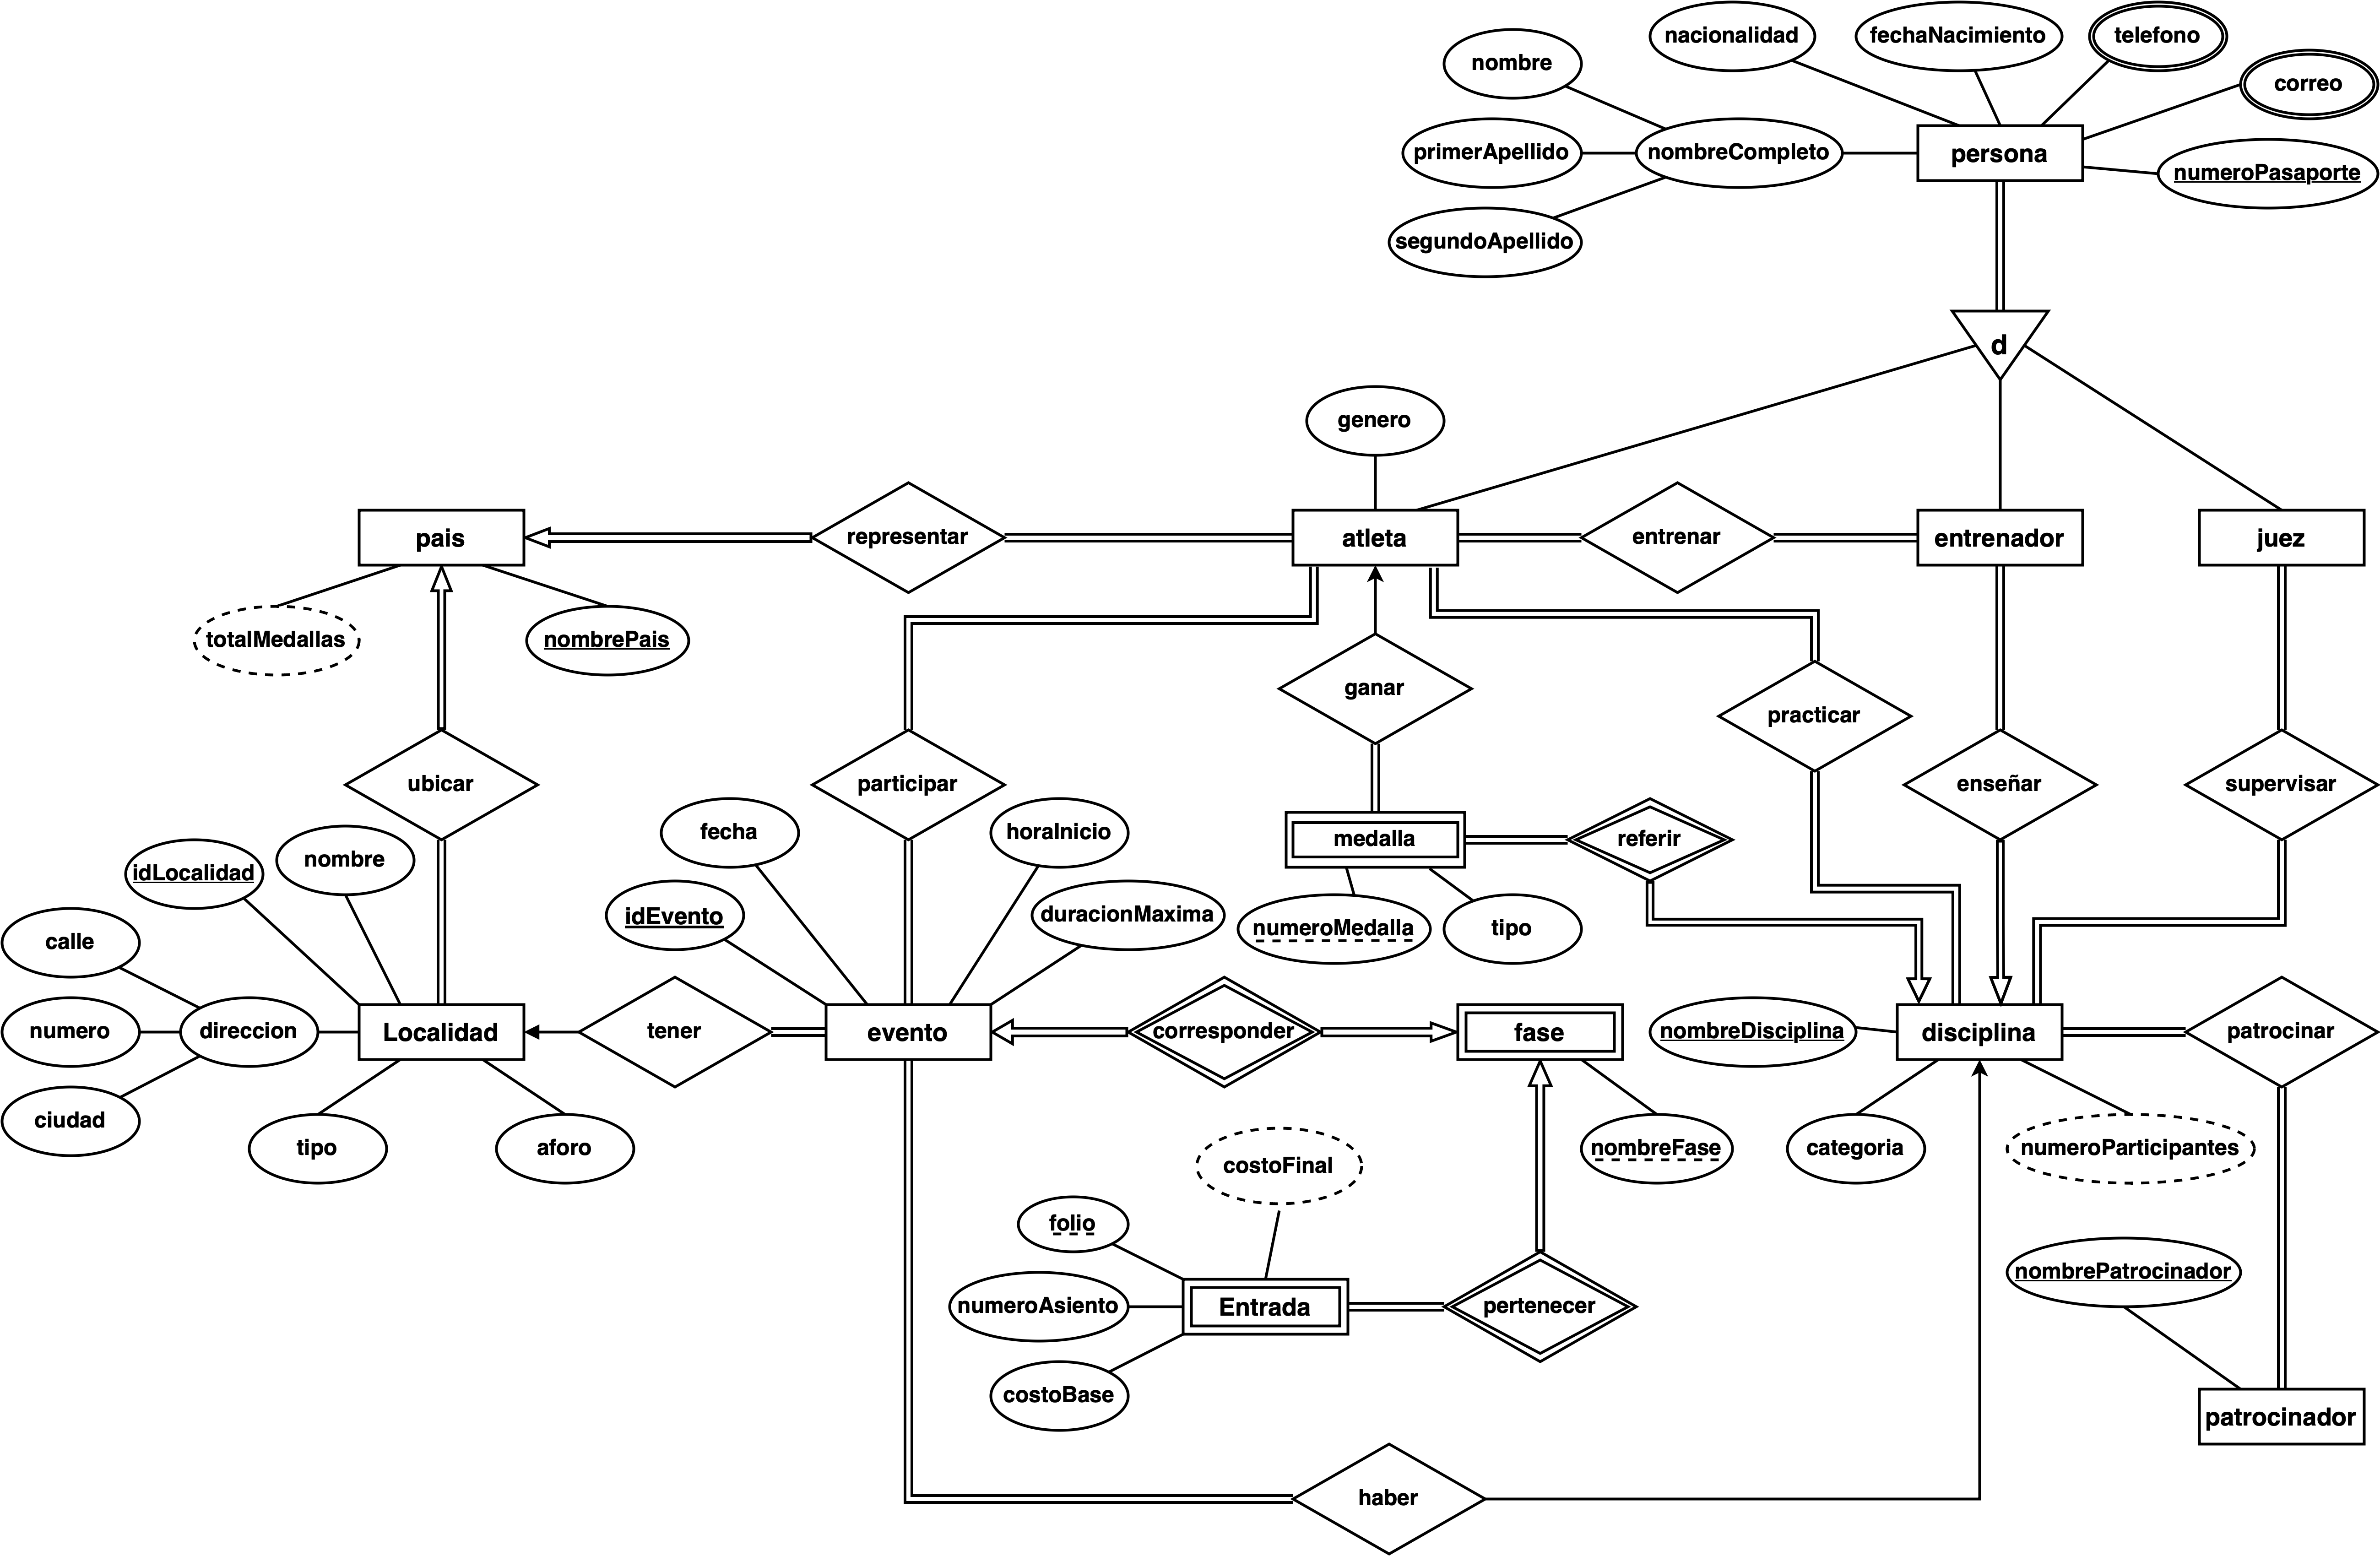 nacionalidad
fechaNacimiento
telefono
nombre
correo
primerApellido
nombreCompleto
persona
numeroPasaporte
segundoApellido
d
genero
pais
representar
atleta
entrenar
entrenador
juez
totalMedallas
nombrePais
ganar
practicar
ubicar
participar
enseñar
supervisar
fecha
horaInicio
medalla
referir
nombre
idLocalidad
idEvento
duracionMaxima
numeroMedalla
tipo
calle
numero
direccion
Localidad
tener
evento
corresponder
fase
nombreDisciplina
disciplina
patrocinar
ciudad
tipo
aforo
costoFinal
nombreFase
categoria
numeroParticipantes
folio
numeroAsiento
Entrada
pertenecer
nombrePatrocinador
costoBase
patrocinador
haber